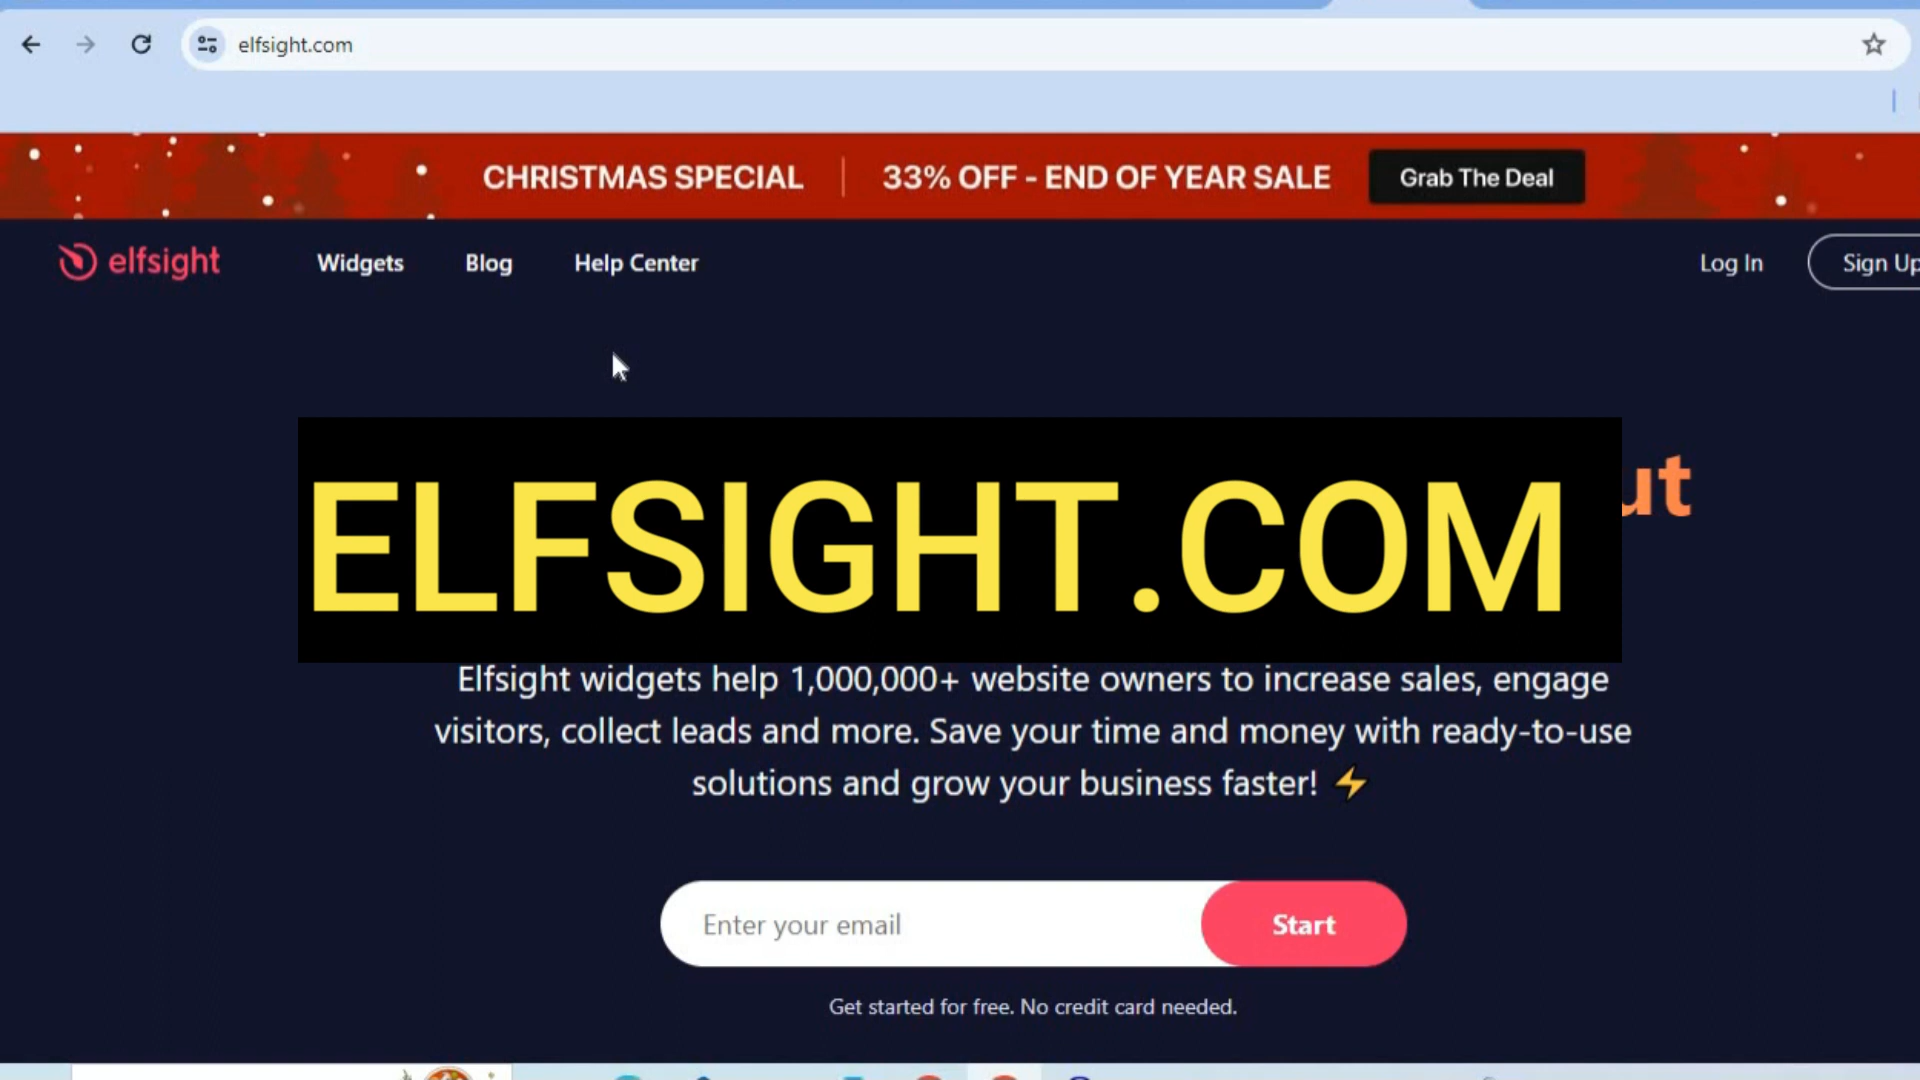 elfsight.com
CHRISTMAS SPECIAL
33% OFF - END OF YEAR SALE
Grab The Deal
elfsight
Widgets
Blog
Help Center
Log In
Sign Up
ELFSIGHT.COM
Elfsight widgets help 1,000,000+ website owners to increase sales, engage
visitors, collect leads and more. Save your time and money with ready-to-use
solutions and grow your business faster! ⚡
Enter your email
Start
Get started for free. No credit card needed.